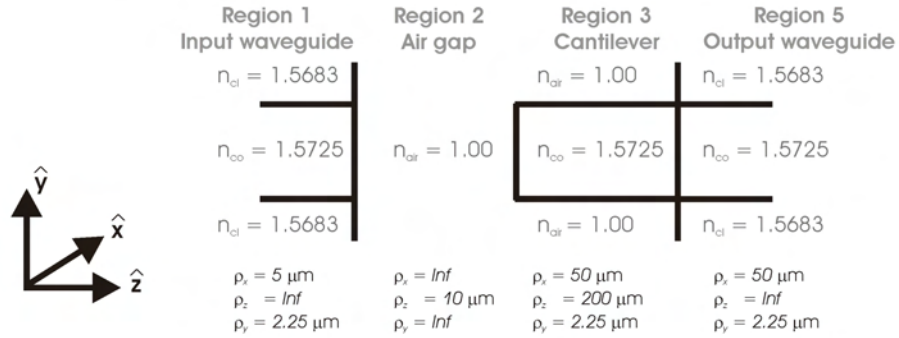 Region 1 Region 2 Region 3 Region 5
Input waveguide Air gap Cantilever Output waveguide
n_cl = 1.5683 n_air = 1.00 n_cl = 1.5683
n_co = 1.5725 n_air = 1.00 n_co = 1.5725 n_co = 1.5725
n_cl = 1.5683 n_air = 1.00 n_cl = 1.5683
ŷ
x̂
ẑ
ρ_x = 5 μm ρ_x = Inf ρ_x = 50 μm ρ_x = 50 μm
ρ_z = Inf ρ_z = 10 μm ρ_z = 200 μm ρ_z = Inf
ρ_y = 2.25 μm ρ_y = Inf ρ_y = 2.25 μm ρ_y = 2.25 μm